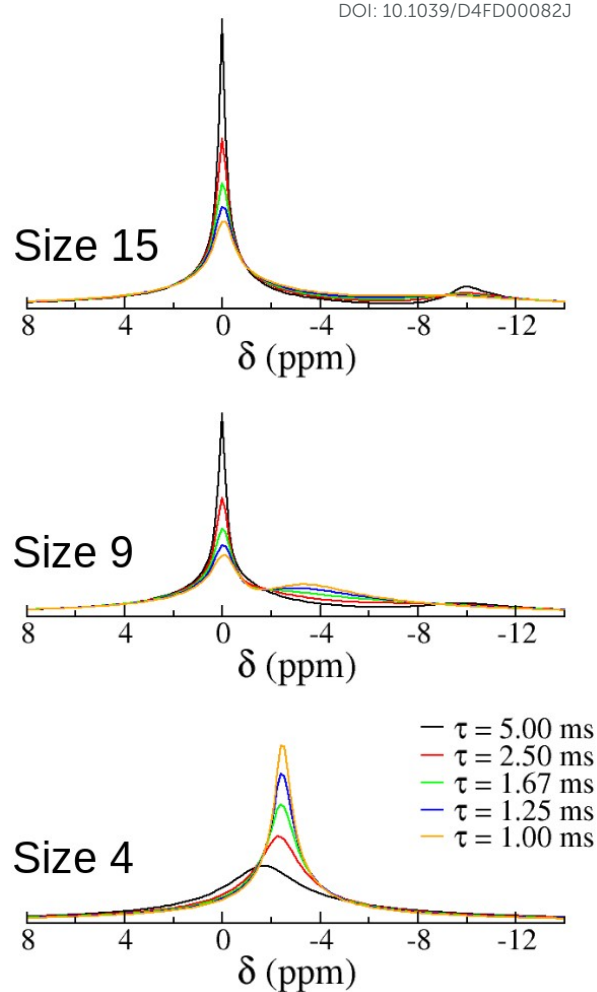 DOI: 10.1039/D4FD00082J
Size 15
8 4 0 -4 -8 -12
δ (ppm)
Size 9
8 4 0 -4 -8 -12
δ (ppm)
τ = 5.00 ms
τ = 2.50 ms
τ = 1.67 ms
τ = 1.25 ms
τ = 1.00 ms
Size 4
8 4 0 -4 -8 -12
δ (ppm)